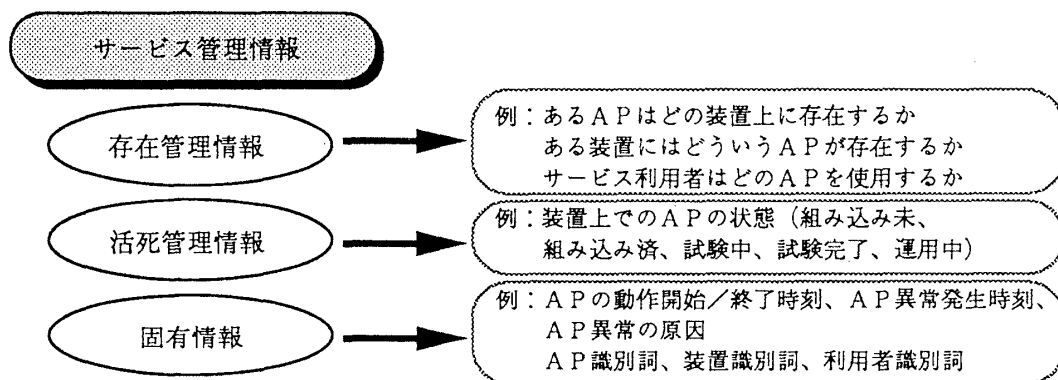 サービス管理情報
存在管理情報
例：あるＡＰはどの装置上に存在するか
ある装置にはどういうＡＰが存在するか
サービス利用者はどのＡＰを使用するか
活死管理情報
例：装置上でのＡＰの状態（組み込み未、
組み込み済、試験中、試験完了、運用中）
固有情報
例：ＡＰの動作開始／終了時刻、ＡＰ異常発生時刻、
ＡＰ異常の原因
ＡＰ識別詞、装置識別詞、利用者識別詞